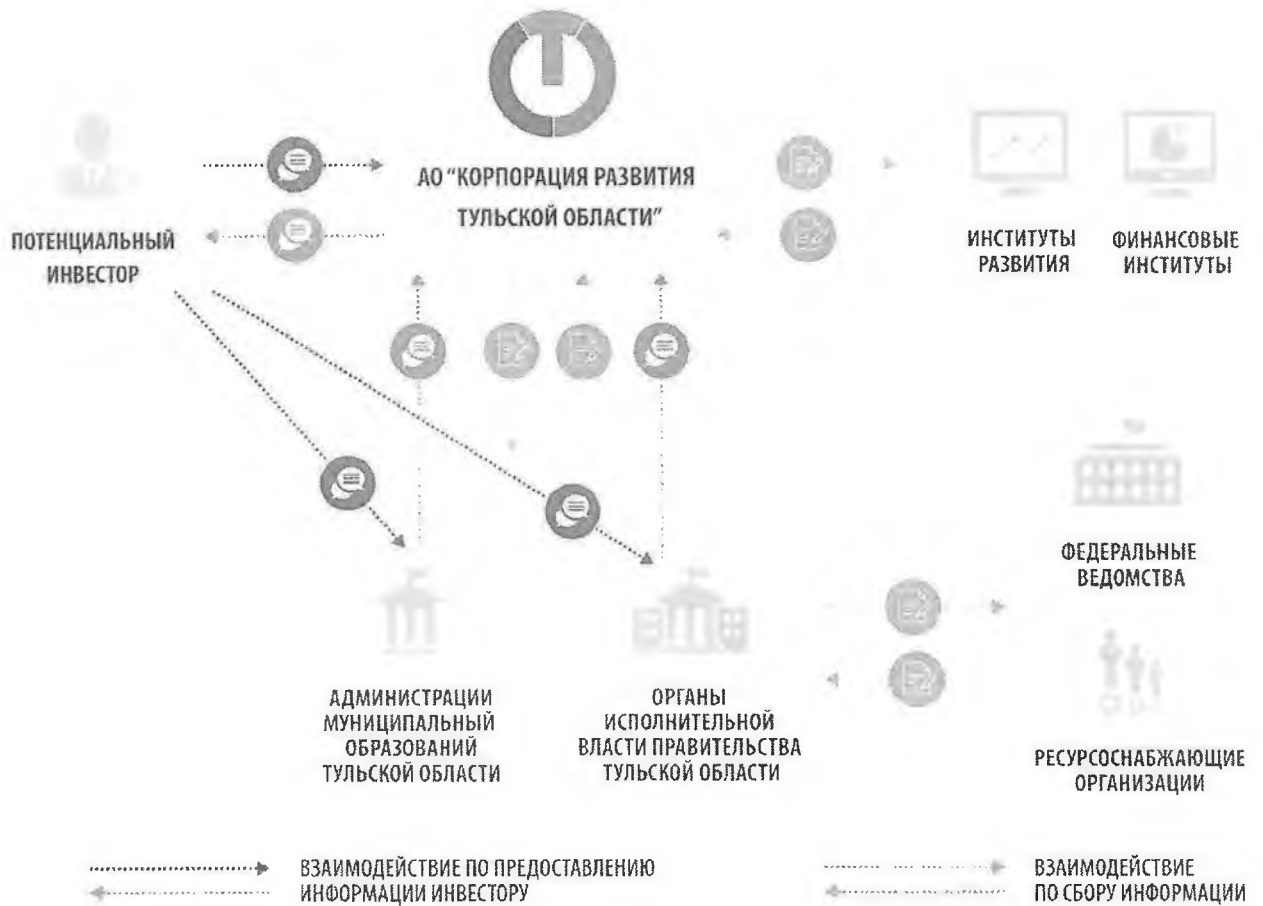 АО "КОРПОРАЦИЯ РАЗВИТИЯ
ТУЛЬСКОЙ ОБЛАСТИ"
ПОТЕНЦИАЛЬНЫЙ
ИНВЕСТОР
ИНСТИТУТЫ
РАЗВИТИЯ
ФИНАНСОВЫЕ
ИНСТИТУТЫ
ФЕДЕРАЛЬНЫЕ
ВЕДОМСТВА
АДМИНИСТРАЦИИ
МУНИЦИПАЛЬНЫЙ
ОБРАЗОВАНИЙ
ТУЛЬСКОЙ ОБЛАСТИ
ОРГАНЫ
ИСПОЛНИТЕЛЬНОЙ
ВЛАСТИ ПРАВИТЕЛЬСТВА
ТУЛЬСКОЙ ОБЛАСТИ
РЕСУРСОСНАБЖАЮЩИЕ
ОРГАНИЗАЦИИ
ВЗАИМОДЕЙСТВИЕ ПО ПРЕДОСТАВЛЕНИЮ
ИНФОРМАЦИИ ИНВЕСТОРУ
ВЗАИМОДЕЙСТВИЕ
ПО СБОРУ ИНФОРМАЦИИ